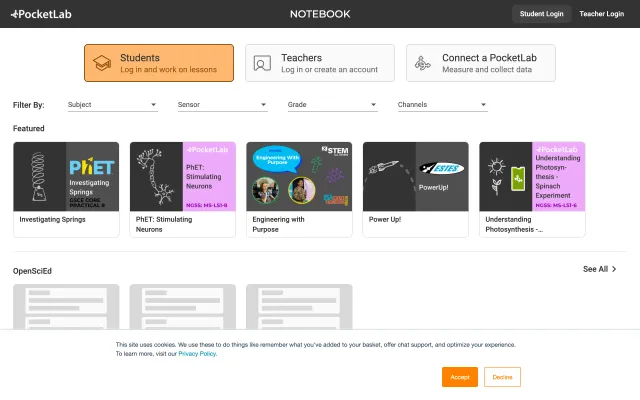 PocketLab
NOTEBOOK
Student Login
Teacher Login
Students
Log in and work on lessons
Teachers
Log in or create an account
Connect a PocketLab
Measure and collect data
Filter By:
Subject
Sensor
Grade
Channels
Featured
PhET
Investigating
Springs
GSCE CORE
PRACTICAL 6
Investigating Springs
PocketLab
PhET:
Stimulating
Neurons
NGSS: MS-LS1-8
PhET: Stimulating
Neurons
Engineering With
Purpose
STEM
Engineering with
Purpose
ESTES
PowerUp!
Power Up!
PocketLab
Understanding
Photosyn-
thesis -
Spinach
Experiment
NGSS: MS-LS1-6
Understanding
Photosynthesis -...
OpenSciEd
See All
This site uses cookies. We use these to do things like remember what you've added to your basket, offer chat support, and optimize your experience.
To learn more, visit our Privacy Policy.
Accept
Decline